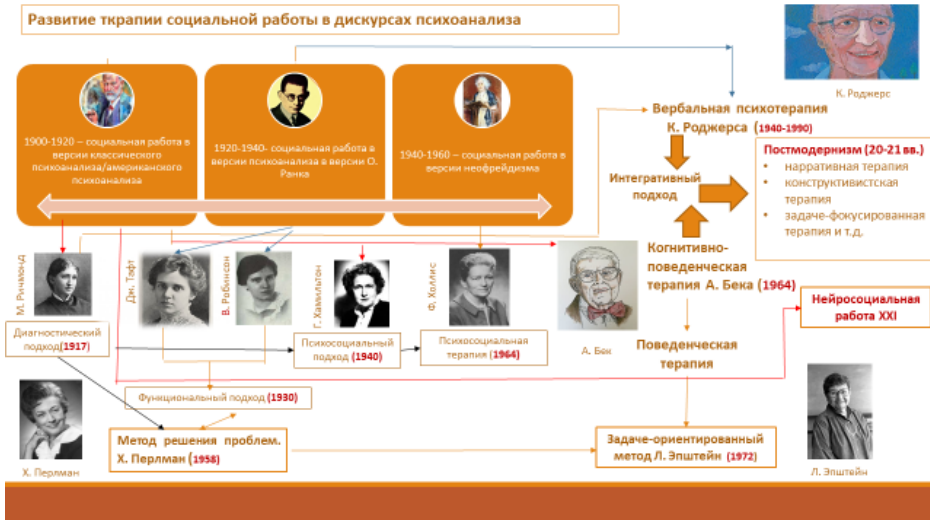 Развитие ткрапии социальной работы в дискурсах психоанализа
1900-1920 – социальная работа в
версии классического
психоанализа/американского
психоанализа
1920-1940- социальная работа в
версии психоанализа в версии О.
Ранка
1940-1960 – социальная работа в
версии неофрейдизма
К. Роджерс
Вербальная психотерапия
К. Роджерса (1940-1990)
Интегративный
подход
Постмодернизм (20-21 вв.)
• нарративная терапия
• конструктивистская
терапия
• задаче-фокусированная
терапия и т.д.
Когнитивно-
поведенческая
терапия А. Бека (1964)
Нейросоциальная
работа XXI
М. Ричмонд
Дж. Тафт
В. Робинсон
Г. Хамильтон
Ф. Холлис
А. Бек
Поведенческая
терапия
Диагностический
подход(1917)
Психосоциальный
подход (1940)
Психосоциальная
терапия (1964)
Функциональный подход (1930)
Х. Перлман
Метод решения проблем.
Х. Перлман (1958)
Задаче-ориентированный
метод Л. Эпштейн (1972)
Л. Эпштейн